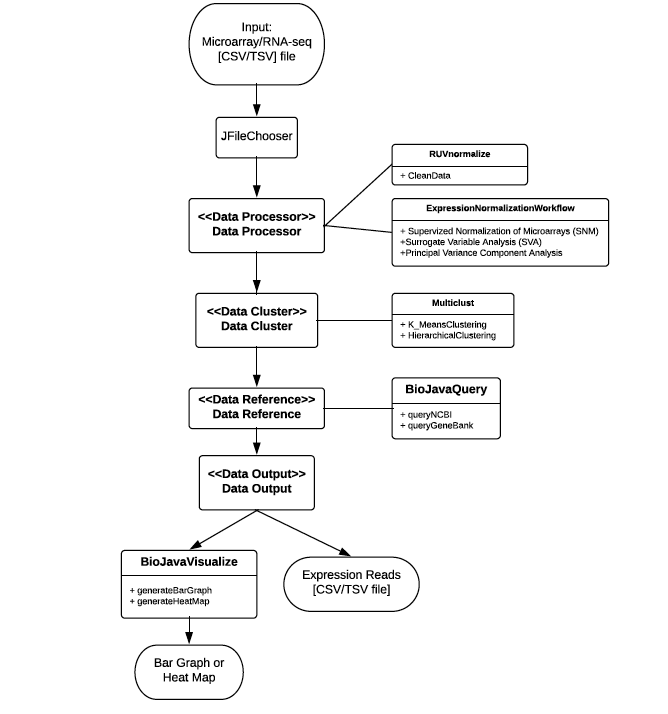 Input:
Microarray/RNA-seq
[CSV/TSV] file
JFileChooser
RUVnormalize
+ CleanData
<<Data Processor>>
Data Processor
ExpressionNormalizationWorkflow
+ Supervized Normalization of Microarrays (SNM)
+Surrogate Variable Analysis (SVA)
+Principal Variance Component Analysis
<<Data Cluster>>
Data Cluster
Multiclust
+ K_MeansClustering
+ HierarchicalClustering
<<Data Reference>>
Data Reference
BioJavaQuery
+ queryNCBI
+ queryGeneBank
<<Data Output>>
Data Output
BioJavaVisualize
+ generateBarGraph
+ generateHeatMap
Expression Reads
[CSV/TSV file]
Bar Graph or
Heat Map